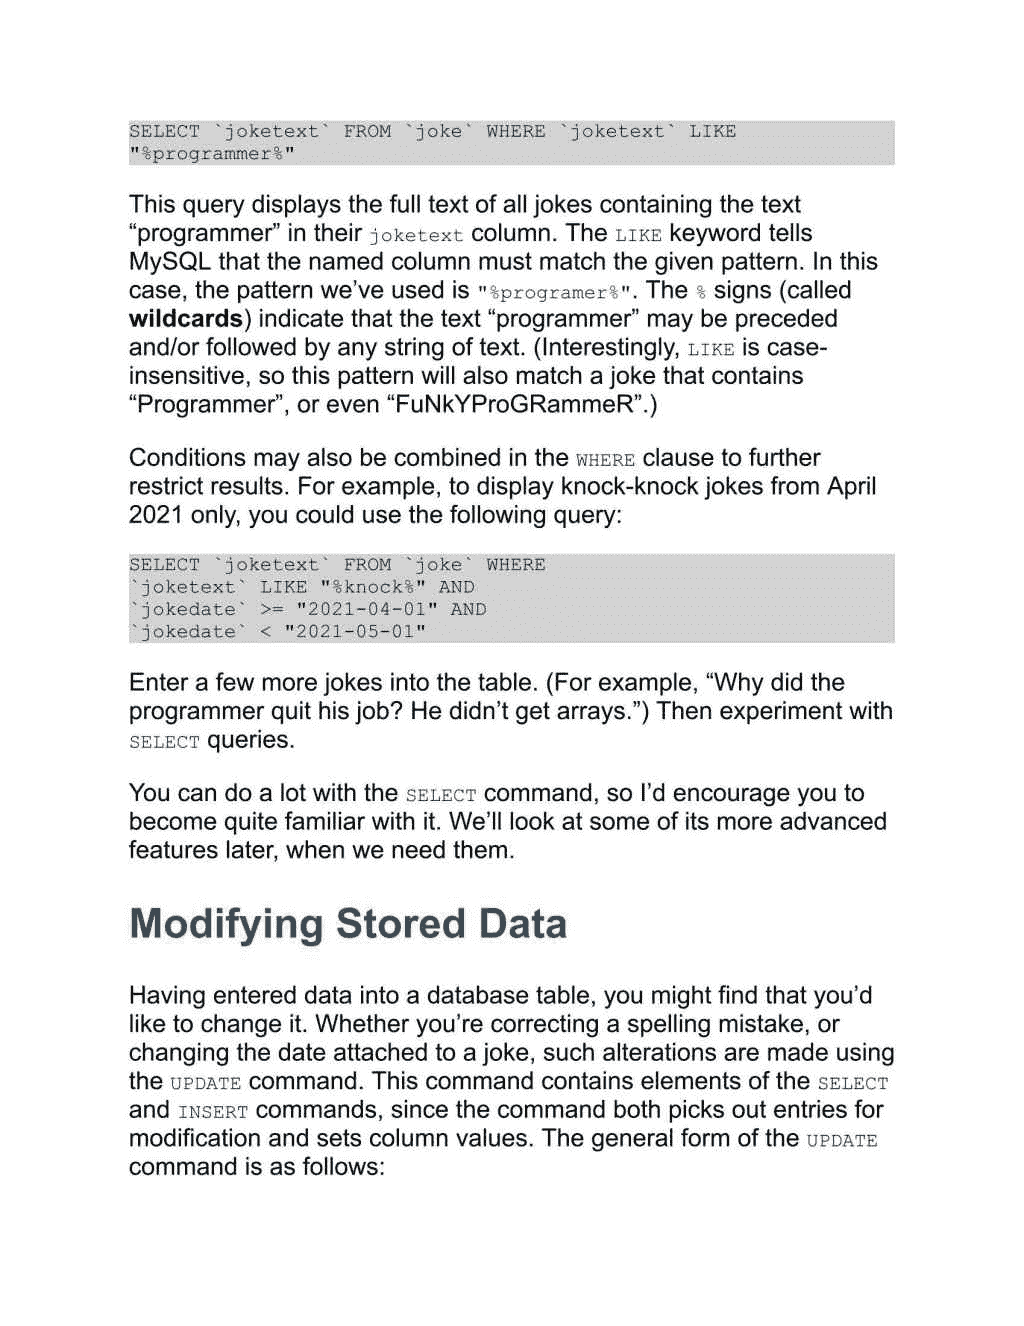 SELECT `joketext` FROM `joke` WHERE `joketext` LIKE
"%programmer%"
This query displays the full text of all jokes containing the text
“programmer” in their joketext column. The LIKE keyword tells
MySQL that the named column must match the given pattern. In this
case, the pattern we’ve used is "%programer%". The % signs (called
wildcards) indicate that the text “programmer” may be preceded
and/or followed by any string of text. (Interestingly, LIKE is case-
insensitive, so this pattern will also match a joke that contains
“Programmer”, or even “FuNkYProGRammeR”.)
Conditions may also be combined in the WHERE clause to further
restrict results. For example, to display knock-knock jokes from April
2021 only, you could use the following query:
SELECT `joketext` FROM `joke` WHERE
`joketext` LIKE "%knock%" AND
`jokedate` >= "2021-04-01" AND
`jokedate` < "2021-05-01"
Enter a few more jokes into the table. (For example, “Why did the
programmer quit his job? He didn’t get arrays.”) Then experiment with
SELECT queries.
You can do a lot with the SELECT command, so I’d encourage you to
become quite familiar with it. We’ll look at some of its more advanced
features later, when we need them.
Modifying Stored Data
Having entered data into a database table, you might find that you’d
like to change it. Whether you’re correcting a spelling mistake, or
changing the date attached to a joke, such alterations are made using
the UPDATE command. This command contains elements of the SELECT
and INSERT commands, since the command both picks out entries for
modification and sets column values. The general form of the UPDATE
command is as follows: